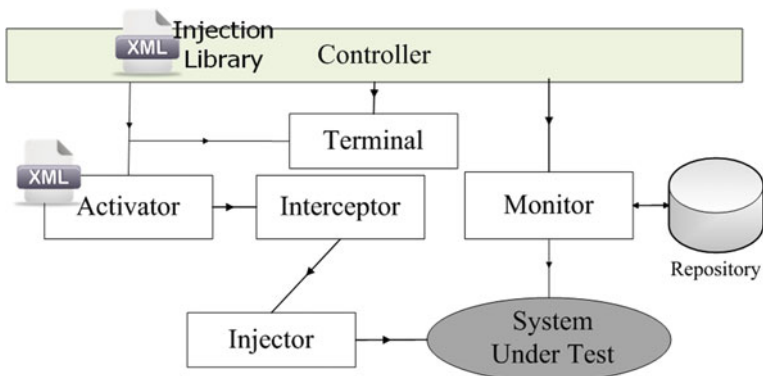 XML
Injection
Library
Controller
Terminal
XML
Activator
Interceptor
Monitor
Repository
Injector
System
Under Test